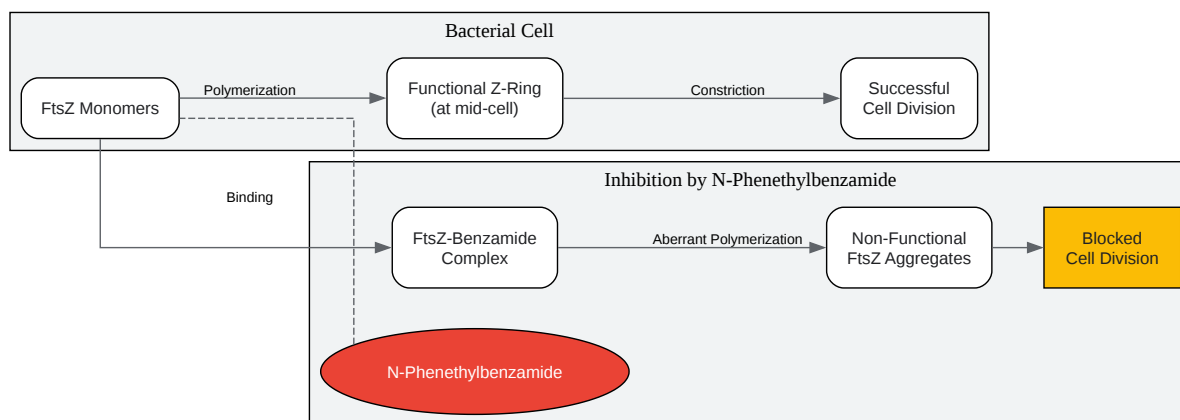 Bacterial Cell
FtsZ Monomers
Polymerization
Functional Z-Ring
(at mid-cell)
Constriction
Successful
Cell Division
Inhibition by N-Phenethylbenzamide
Binding
FtsZ-Benzamide
Complex
Aberrant Polymerization
Non-Functional
FtsZ Aggregates
Blocked
Cell Division
N-Phenethylbenzamide